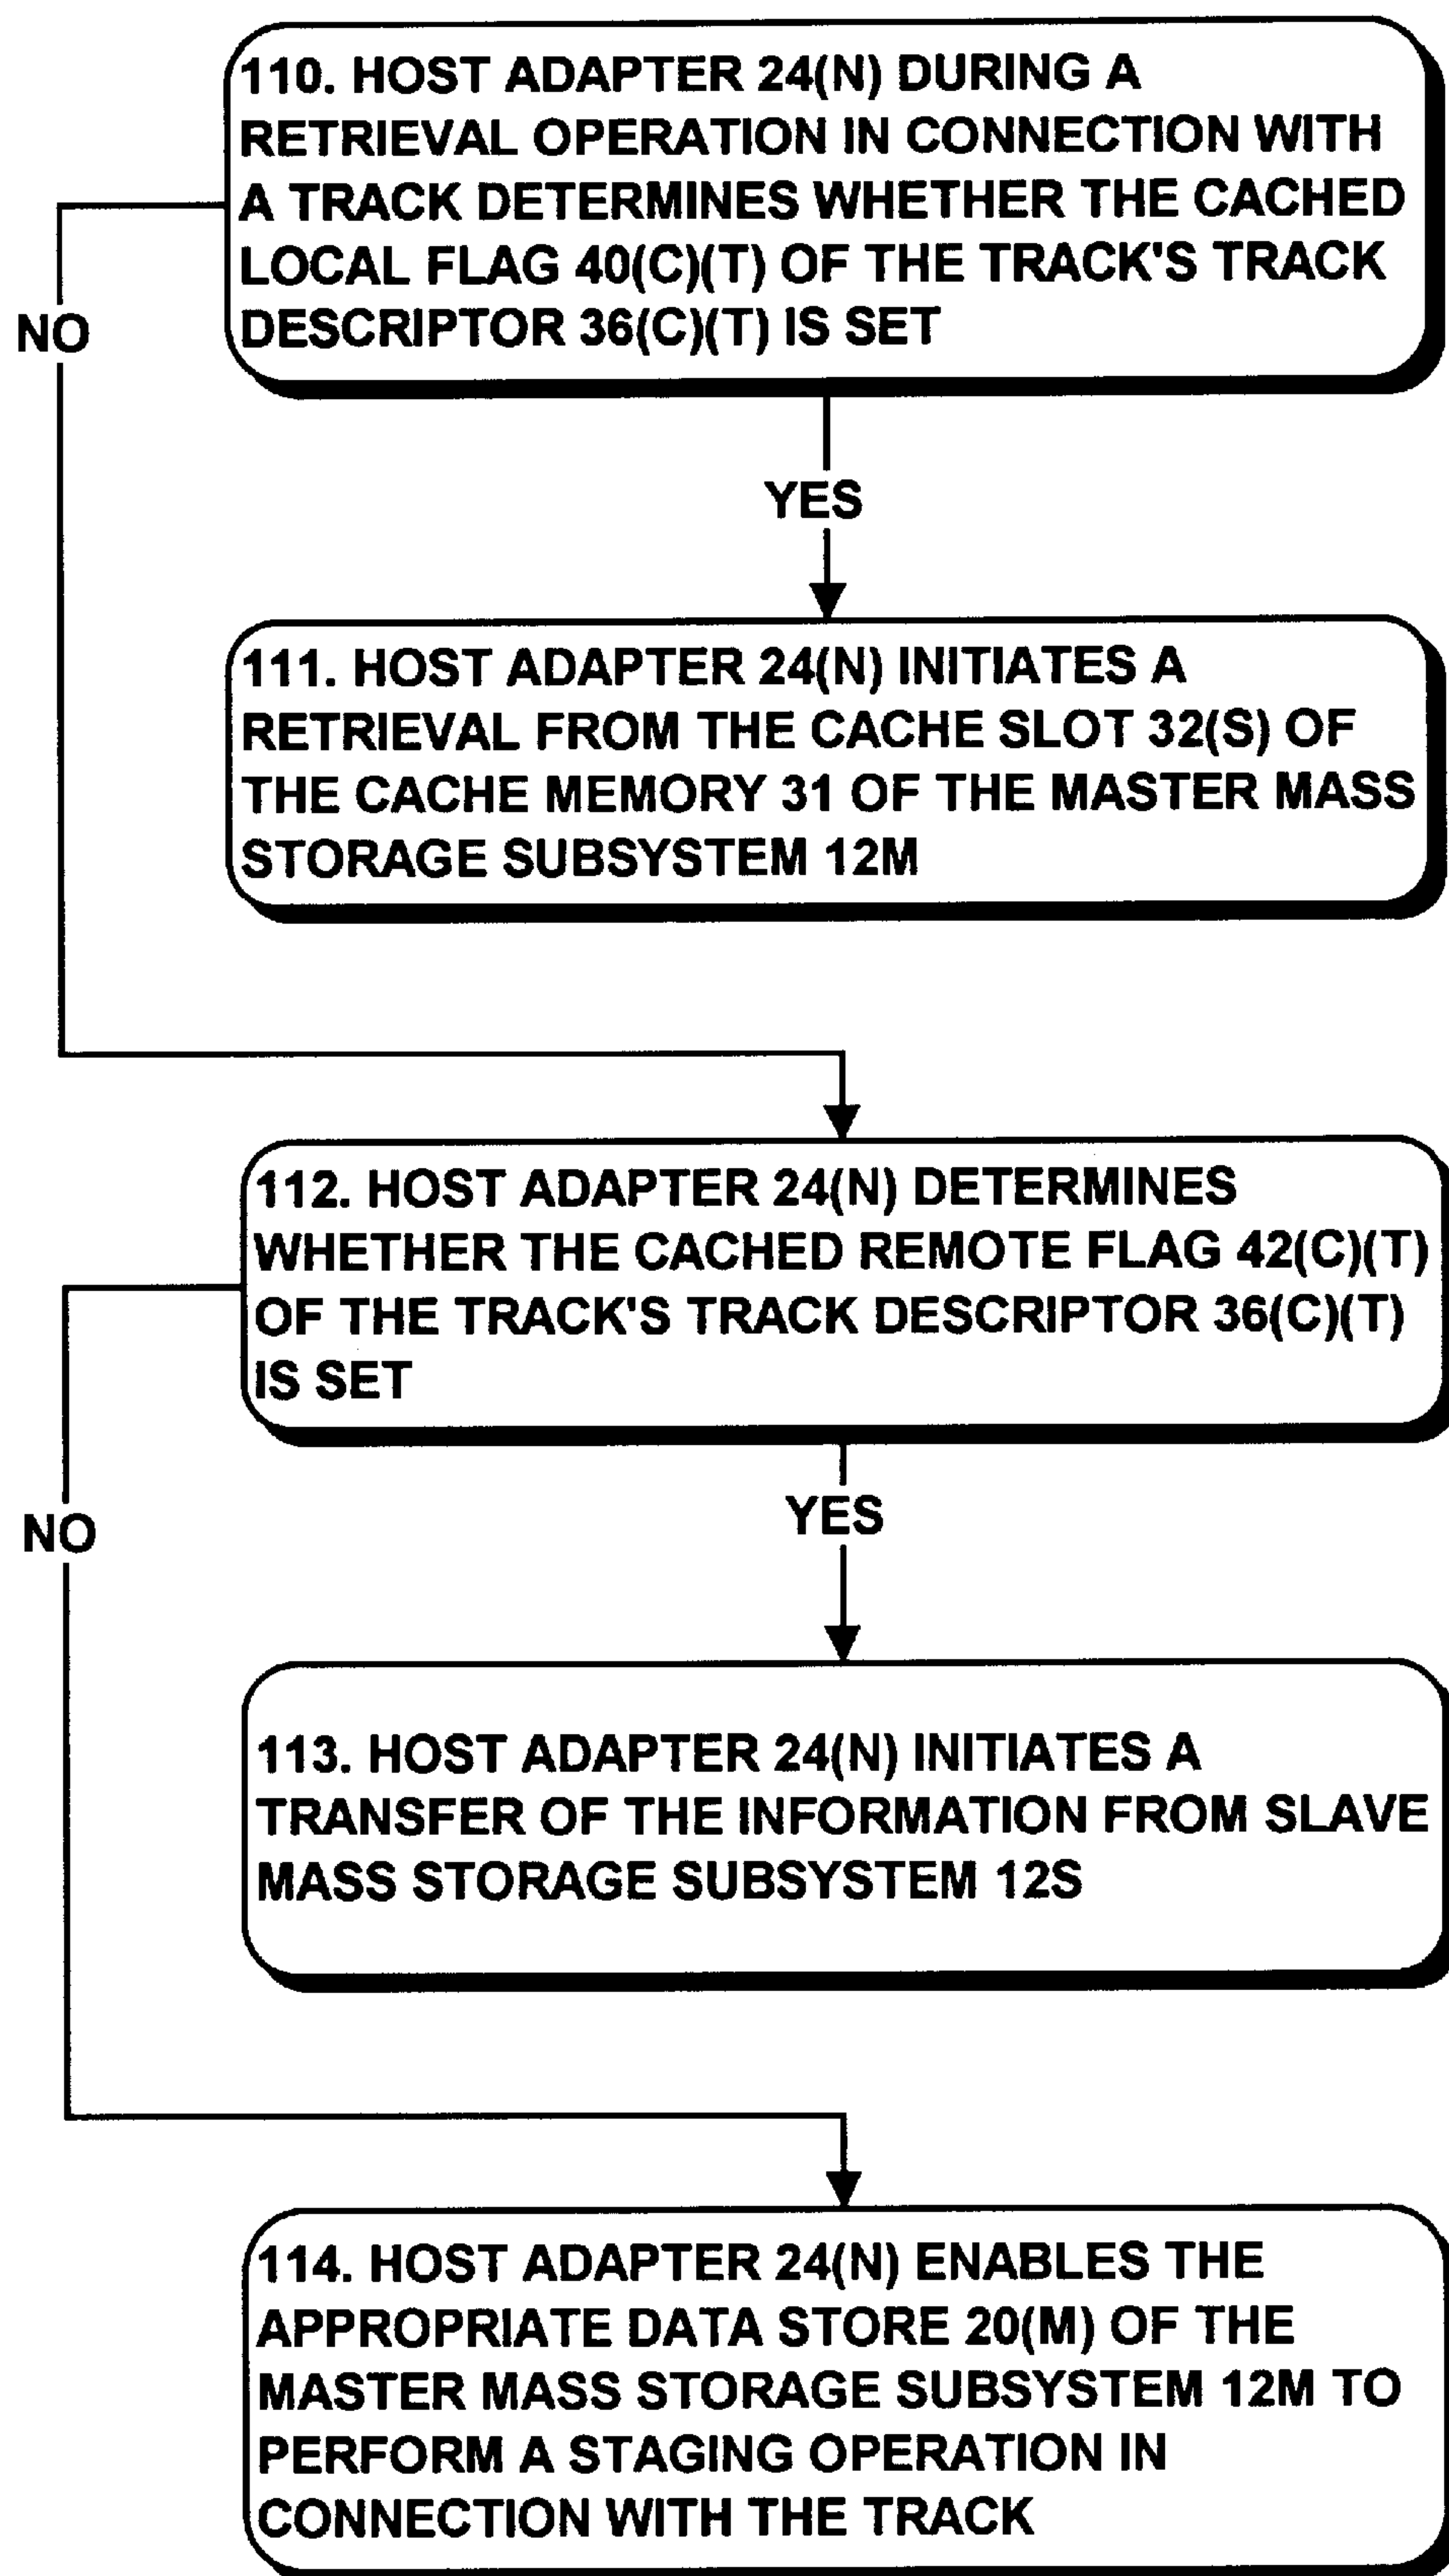 110. HOST ADAPTER 24(N) DURING A
RETRIEVAL OPERATION IN CONNECTION WITH
A TRACK DETERMINES WHETHER THE CACHED
LOCAL FLAG 40(C)(T) OF THE TRACK'S TRACK
DESCRIPTOR 36(C)(T) IS SET
NO
YES
111. HOST ADAPTER 24(N) INITIATES A
RETRIEVAL FROM THE CACHE SLOT 32(S) OF
THE CACHE MEMORY 31 OF THE MASTER MASS
STORAGE SUBSYSTEM 12M
112. HOST ADAPTER 24(N) DETERMINES
WHETHER THE CACHED REMOTE FLAG 42(C)(T)
OF THE TRACK'S TRACK DESCRIPTOR 36(C)(T)
IS SET
NO
YES
113. HOST ADAPTER 24(N) INITIATES A
TRANSFER OF THE INFORMATION FROM SLAVE
MASS STORAGE SUBSYSTEM 12S
114. HOST ADAPTER 24(N) ENABLES THE
APPROPRIATE DATA STORE 20(M) OF THE
MASTER MASS STORAGE SUBSYSTEM 12M TO
PERFORM A STAGING OPERATION IN
CONNECTION WITH THE TRACK